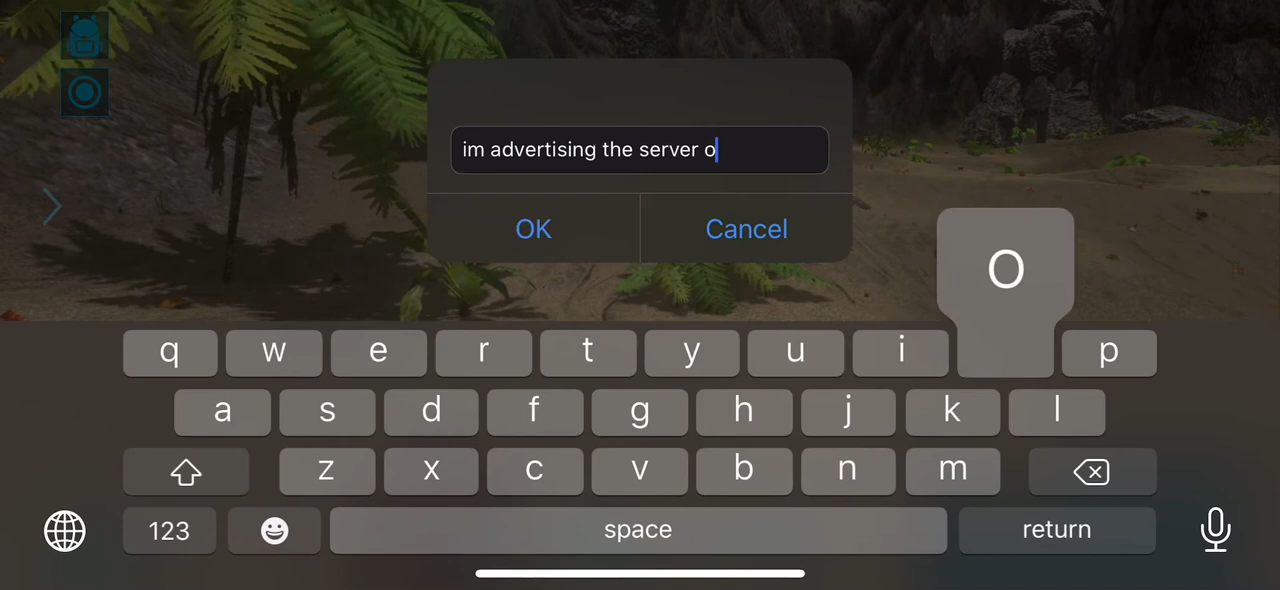 im advertising the server o
OK Cancel
O
q w e r t y u i p
a s d f g h j k l
z x c v b n m
123 space return